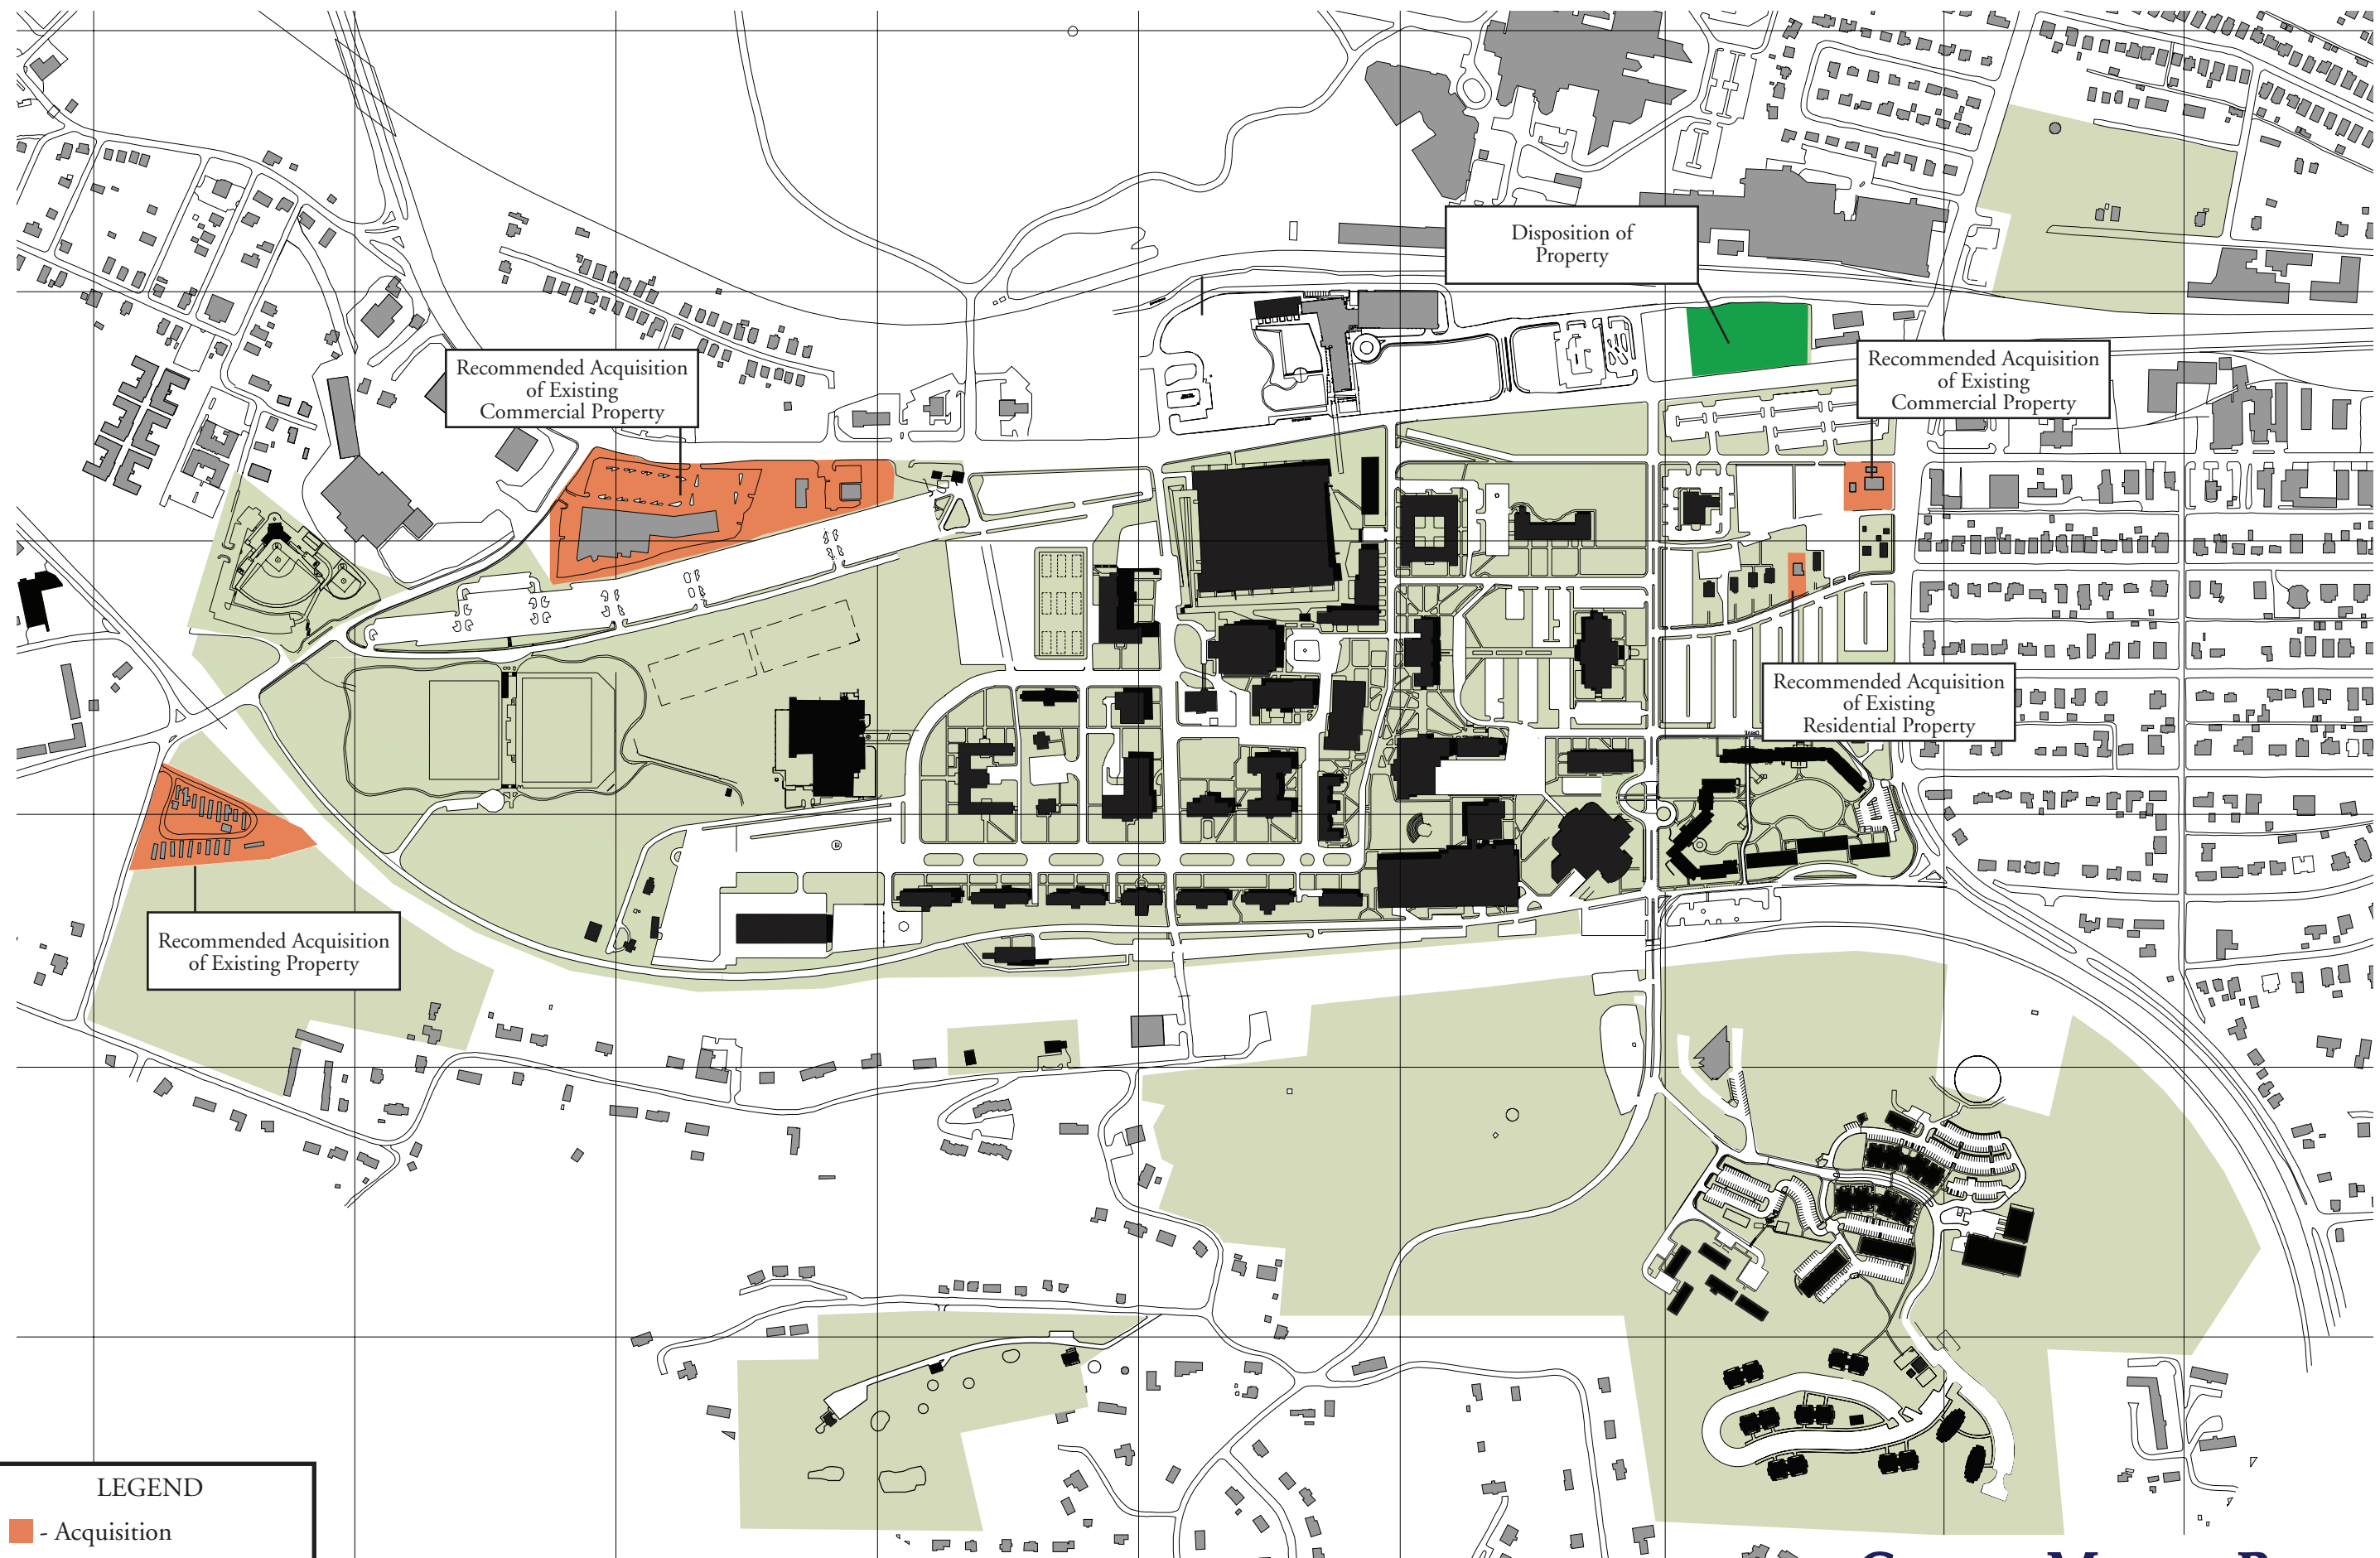 Disposition of
Property
Recommended Acquisition
of Existing
Commercial Property
Recommended Acquisition
of Existing
Commercial Property
Recommended Acquisition
of Existing
Residential Property
Recommended Acquisition
of Existing Property
LEGEND
- Acquisition